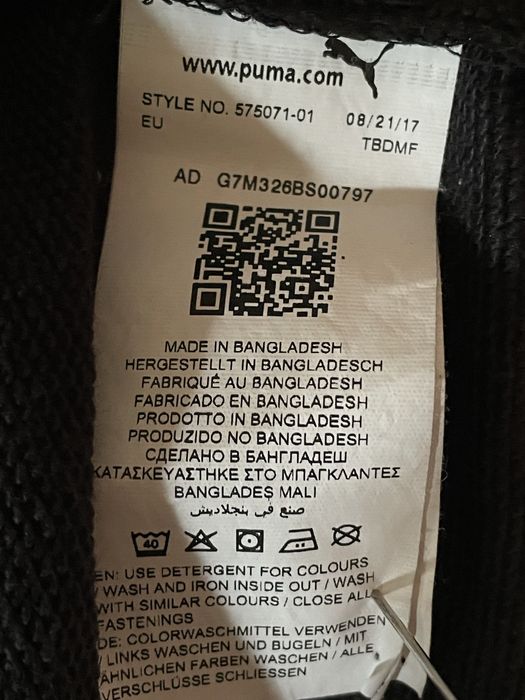 www.puma.com
STYLE NO. 575071-01 08/21/17
EU TBDMF
AD G7M326BS00797
MADE IN BANGLADESH
HERGESTELLT IN BANGLADESCH
FABRIQUÉ AU BANGLADESH
FABRICADO EN BANGLADESH
PRODOTTO IN BANGLADESH
PRODUZIDO NO BANGLADESH
СДЕЛАНО В БАНГЛАДЕШ
ΚΑΤΑΣΚΕΥΑΣΤΗΚΕ ΣΤΟ ΜΠΑΓΚΛΑΝΤΕΣ
BANGLADEŞ MALI
صنع في بنجلاديش
40
EN: USE DETERGENT FOR COLOURS
/ WASH AND IRON INSIDE OUT / WASH
WITH SIMILAR COLOURS / CLOSE ALL
FASTENINGS
DE: COLORWASCHMITTEL VERWENDEN
/ LINKS WASCHEN UND BUGELN / MIT
ÄHNLICHEN FARBEN WASCHEN / ALLE
VERSCHLÜSSE SCHLIESSEN